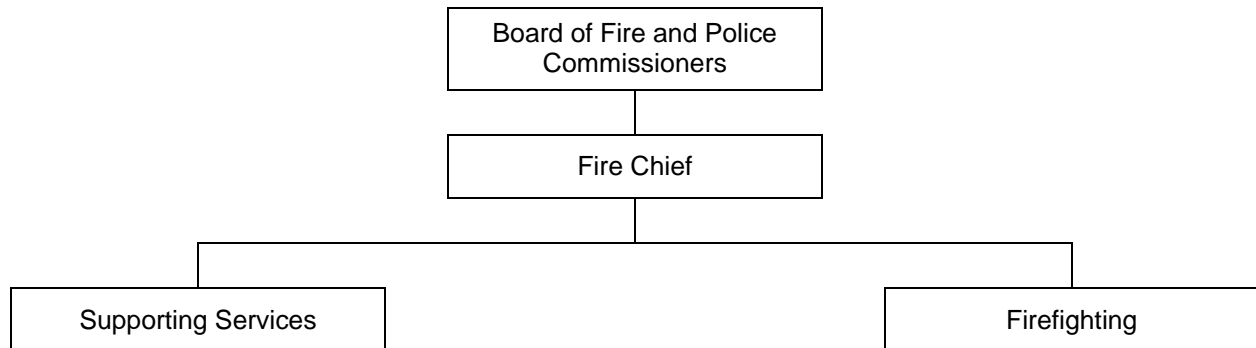 Board of Fire and Police
Commissioners
Fire Chief
Supporting Services
Firefighting